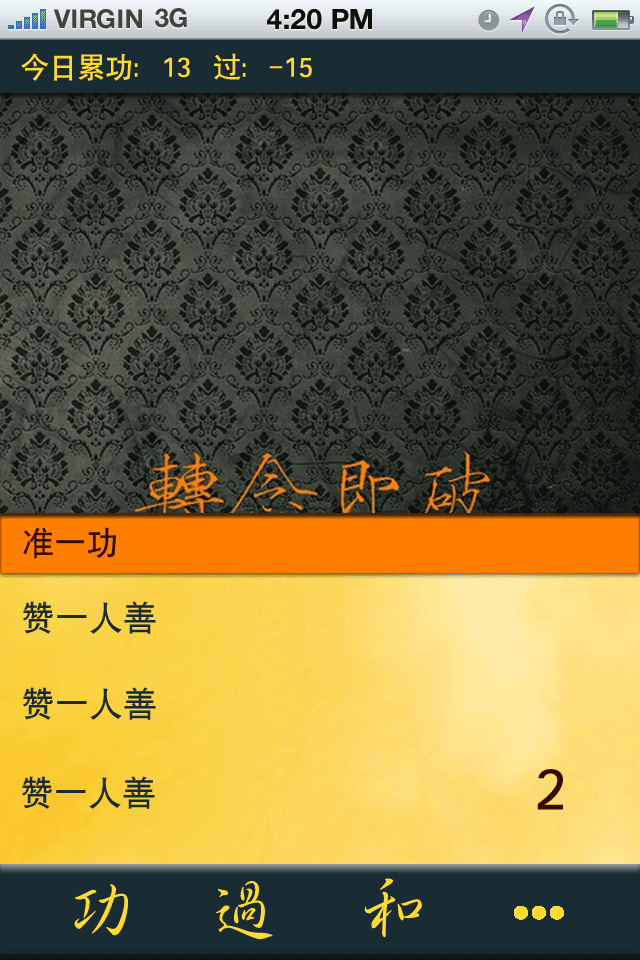 VIRGIN 3G 4:20 PM
今日累功: 13 过: -15
轉念即破
准一功
赞一人善
赞一人善
赞一人善 2
功 過 和